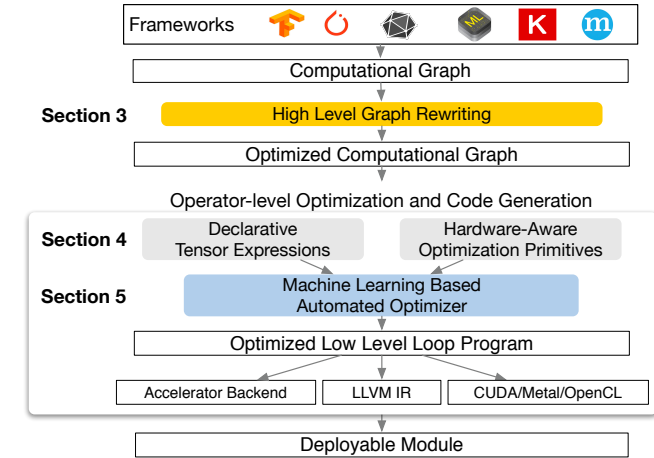 Frameworks
ML
K
m
Computational Graph
Section 3
High Level Graph Rewriting
Optimized Computational Graph
Operator-level Optimization and Code Generation
Section 4
Declarative
Tensor Expressions
Hardware-Aware
Optimization Primitives
Section 5
Machine Learning Based
Automated Optimizer
Optimized Low Level Loop Program
Accelerator Backend
LLVM IR
CUDA/Metal/OpenCL
Deployable Module